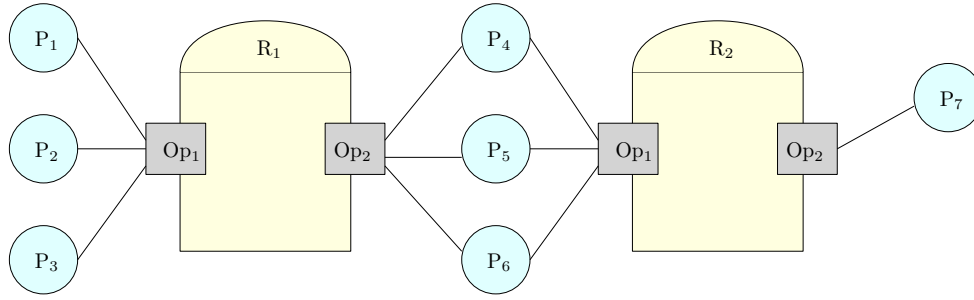 P₁
R₁
P₄
R₂
P₇
P₂
Op₁
Op₂
P₅
Op₁
Op₂
P₃
P₆